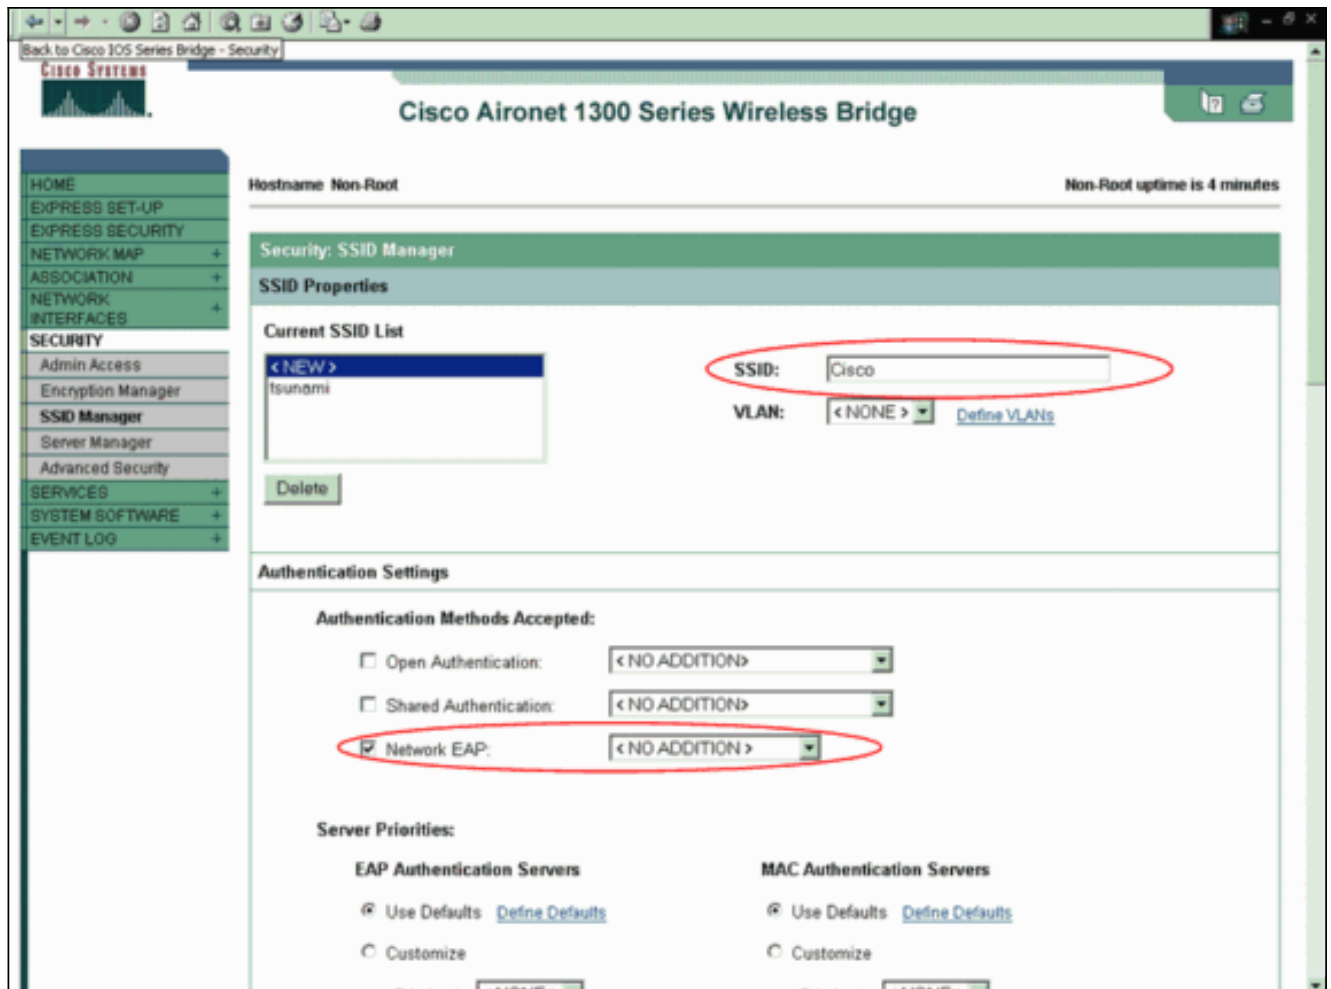 Back to Cisco IOS Series Bridge - Security
CISCO SYSTEMS
Cisco Aironet 1300 Series Wireless Bridge
HOME
EXPRESS SET-UP
EXPRESS SECURITY
NETWORK MAP +
ASSOCIATION +
NETWORK
INTERFACES +
SECURITY
Admin Access
Encryption Manager
SSID Manager
Server Manager
Advanced Security
SERVICES +
SYSTEM SOFTWARE +
EVENT LOG +
Hostname Non-Root
Non-Root uptime is 4 minutes
Security: SSID Manager
SSID Properties
Current SSID List
< NEW >
tsunami
Delete
SSID: Cisco
VLAN: < NONE > Define VLANs
Authentication Settings
Authentication Methods Accepted:
Open Authentication: < NO ADDITION>
Shared Authentication: < NO ADDITION>
Network EAP: < NO ADDITION >
Server Priorities:
EAP Authentication Servers
Use Defaults Define Defaults
Customize
MAC Authentication Servers
Use Defaults Define Defaults
Customize